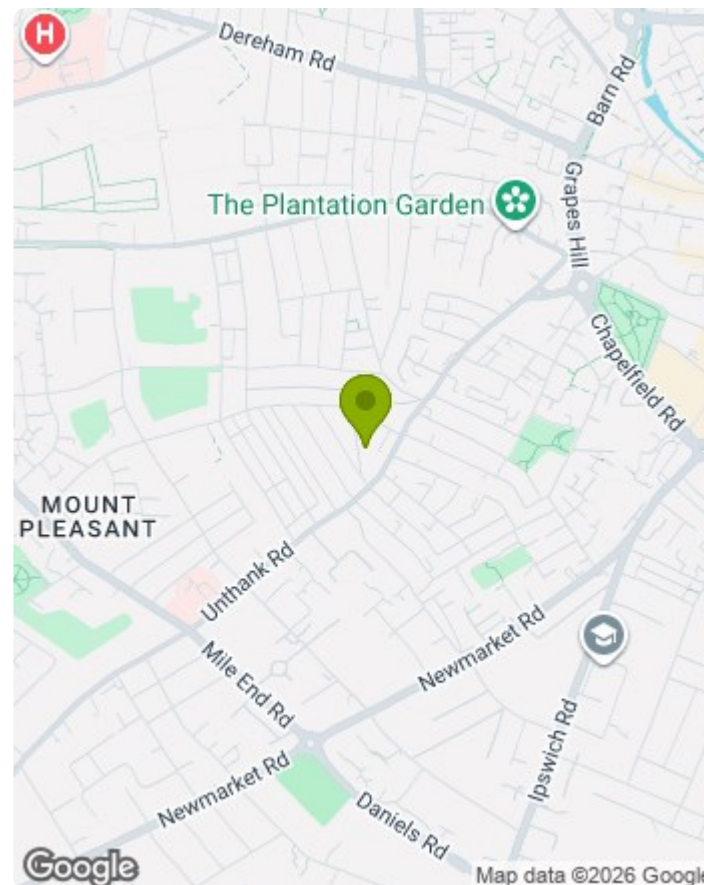 H
Dereham Rd
Barn Rd
The Plantation Garden
Grapes Hill
Chapelfield Rd
MOUNT
PLEASANT
Unthank Rd
Mile End Rd
Newmarket Rd
Ipswich Rd
Newmarket Rd
Daniels Rd
Google
Map data ©2026 Google